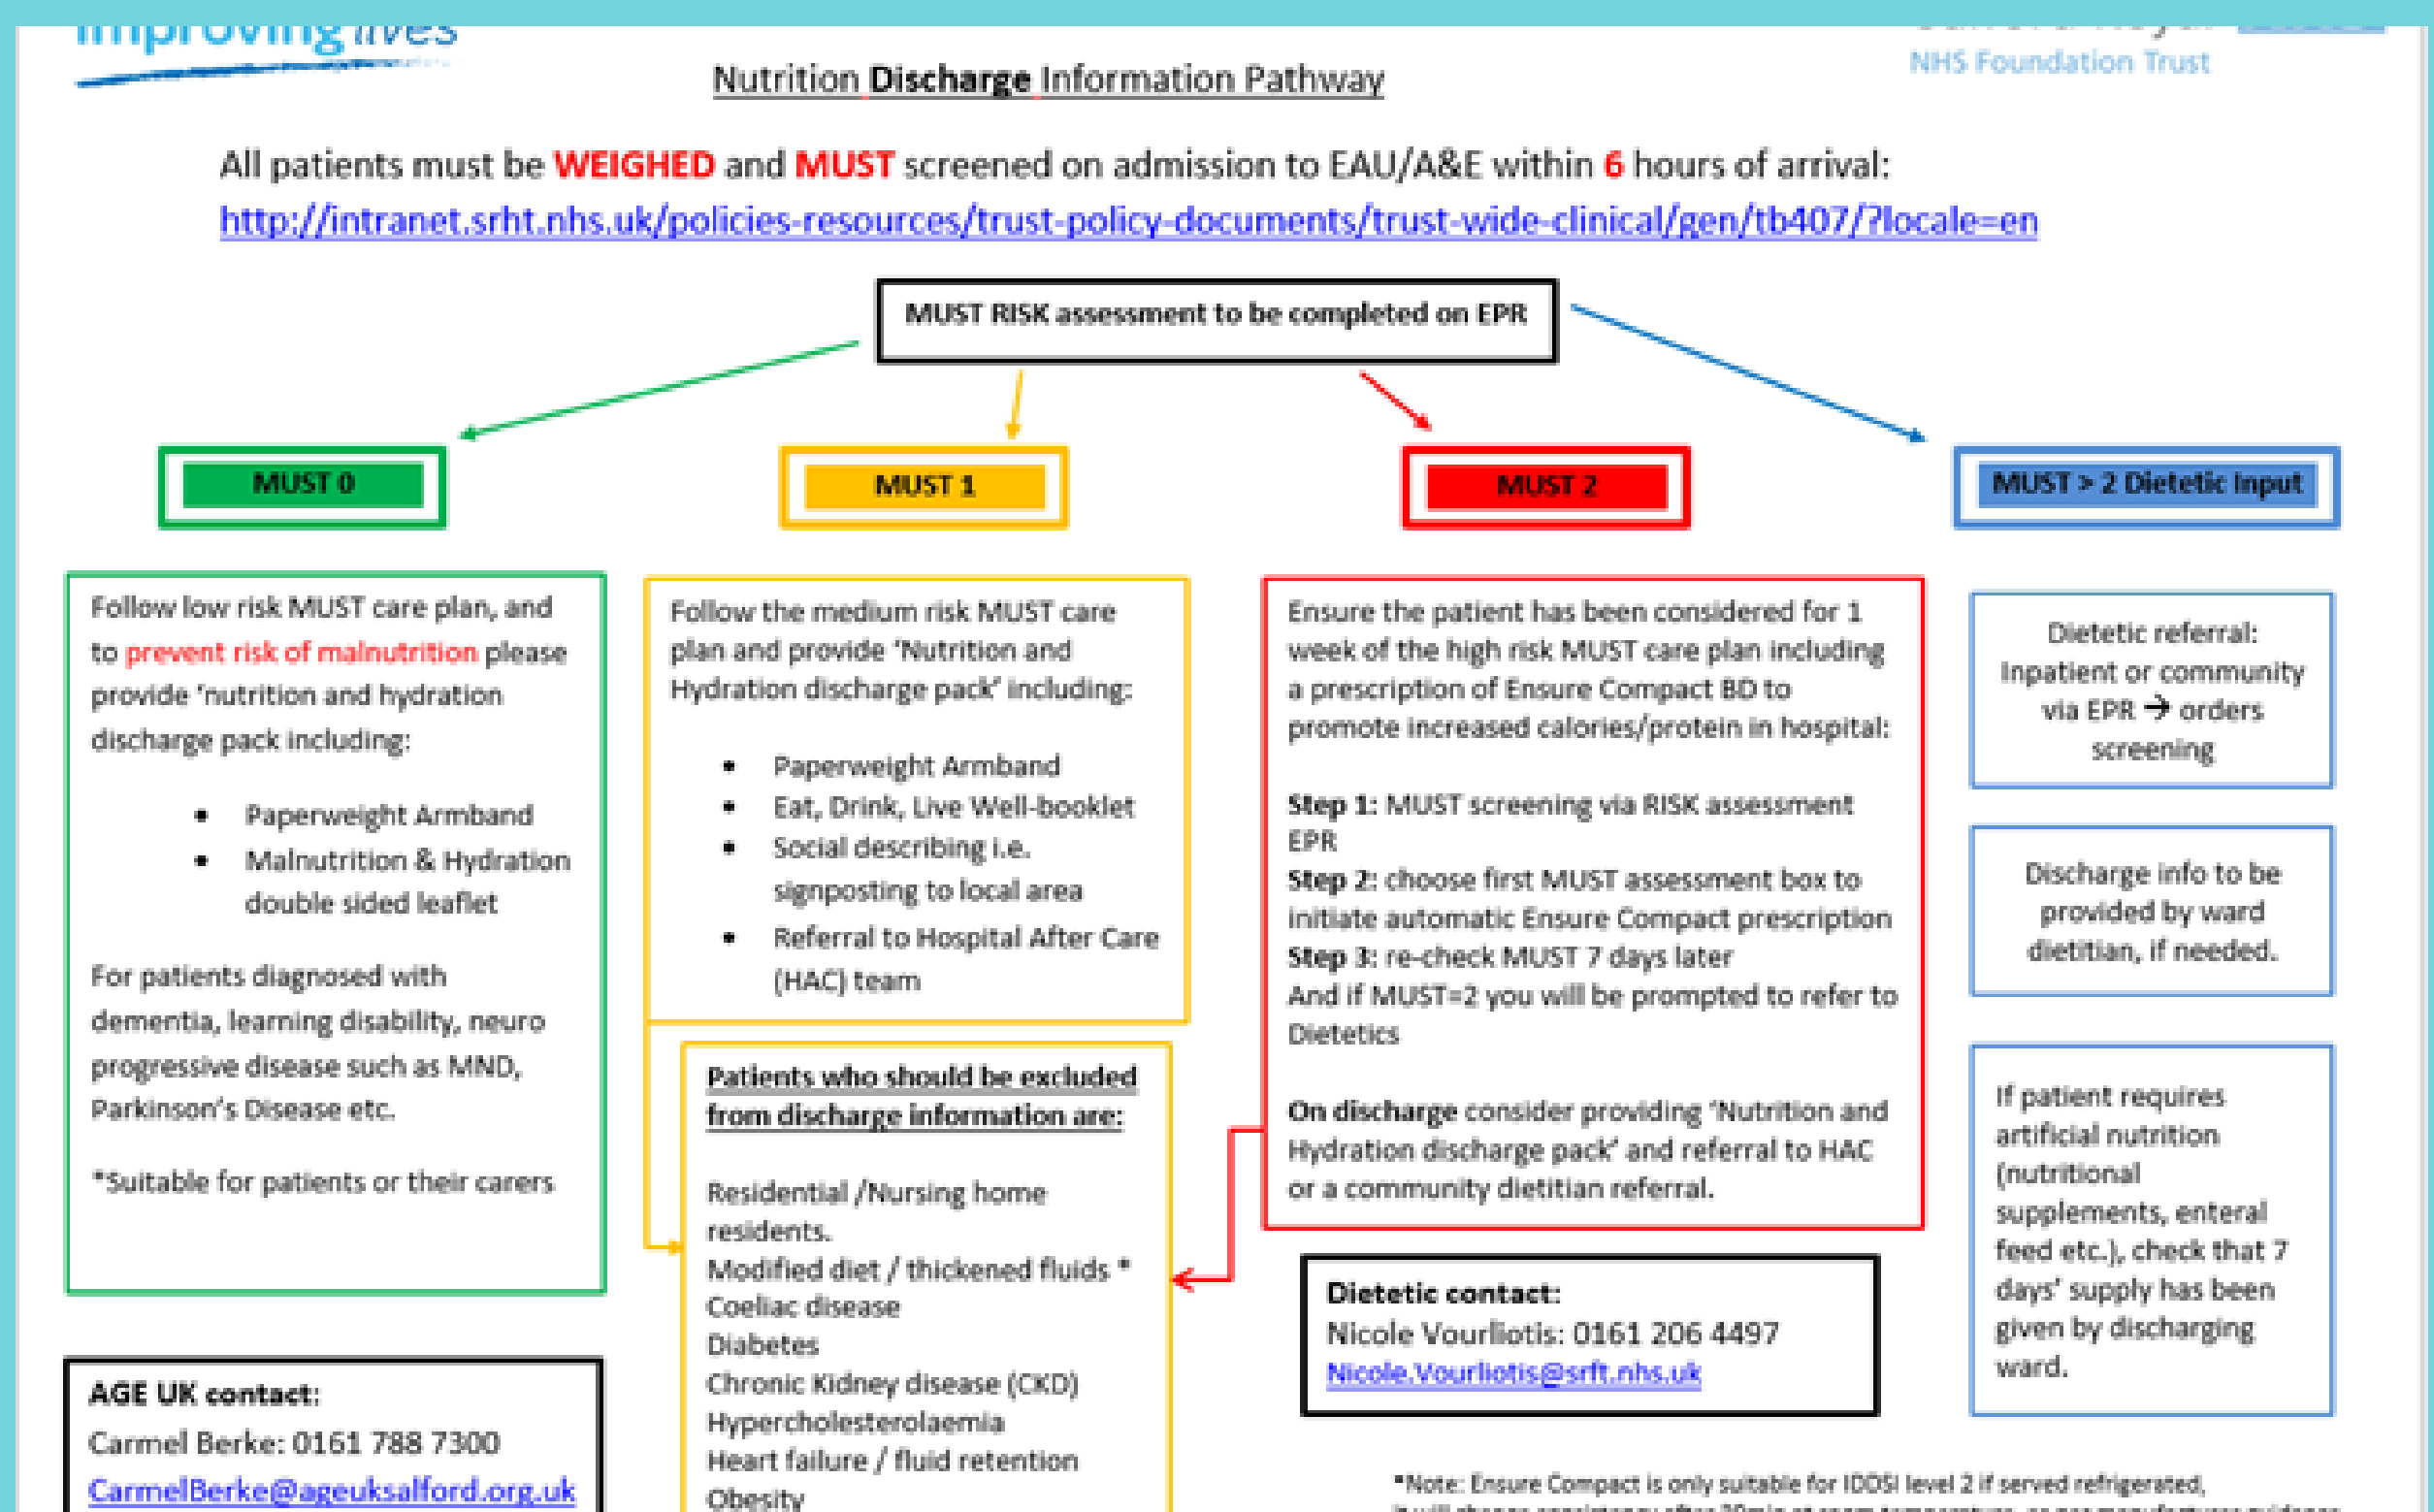 improving lives
NHS Foundation Trust
Nutrition Discharge Information Pathway
All patients must be WEIGHED and MUST screened on admission to EAU/A&E within 6 hours of arrival:
http://intranet.srht.nhs.uk/policies-resources/trust-policy-documents/trust-wide-clinical/gen/tb407/?locale=en
MUST RISK assessment to be completed on EPR
MUST 0
Follow low risk MUST care plan, and
to prevent risk of malnutrition please
provide 'nutrition and hydration
discharge pack including:
• Paperweight Armband
• Malnutrition & Hydration
double sided leaflet
For patients diagnosed with
dementia, learning disability, neuro
progressive disease such as MND,
Parkinson's Disease etc.
*Suitable for patients or their carers
AGE UK contact:
Carmel Berke: 0161 788 7300
CarmelBerke@ageuksalford.org.uk
MUST 1
Follow the medium risk MUST care
plan and provide 'Nutrition and
Hydration discharge pack' including:
• Paperweight Armband
• Eat, Drink, Live Well-booklet
• Social describing i.e.
signposting to local area
• Referral to Hospital After Care
(HAC) team
Patients who should be excluded
from discharge information are:
Residential /Nursing home
residents.
Modified diet / thickened fluids *
Coeliac disease
Diabetes
Chronic Kidney disease (CKD)
Hypercholesterolaemia
Heart failure / fluid retention
Obesity
MUST 2
Ensure the patient has been considered for 1
week of the high risk MUST care plan including
a prescription of Ensure Compact BD to
promote increased calories/protein in hospital:
Step 1: MUST screening via RISK assessment
EPR
Step 2: choose first MUST assessment box to
initiate automatic Ensure Compact prescription
Step 3: re-check MUST 7 days later
And if MUST=2 you will be prompted to refer to
Dietetics
On discharge consider providing 'Nutrition and
Hydration discharge pack' and referral to HAC
or a community dietitian referral.
Dietetic contact:
Nicole Vourliotis: 0161 206 4497
Nicole.Vourliotis@srft.nhs.uk
MUST > 2 Dietetic Input
Dietetic referral:
Inpatient or community
via EPR → orders
screening
Discharge info to be
provided by ward
dietitian, if needed.
If patient requires
artificial nutrition
(nutritional
supplements, enteral
feed etc.), check that 7
days' supply has been
given by discharging
ward.
*Note: Ensure Compact is only suitable for IDDSI level 2 if served refrigerated,